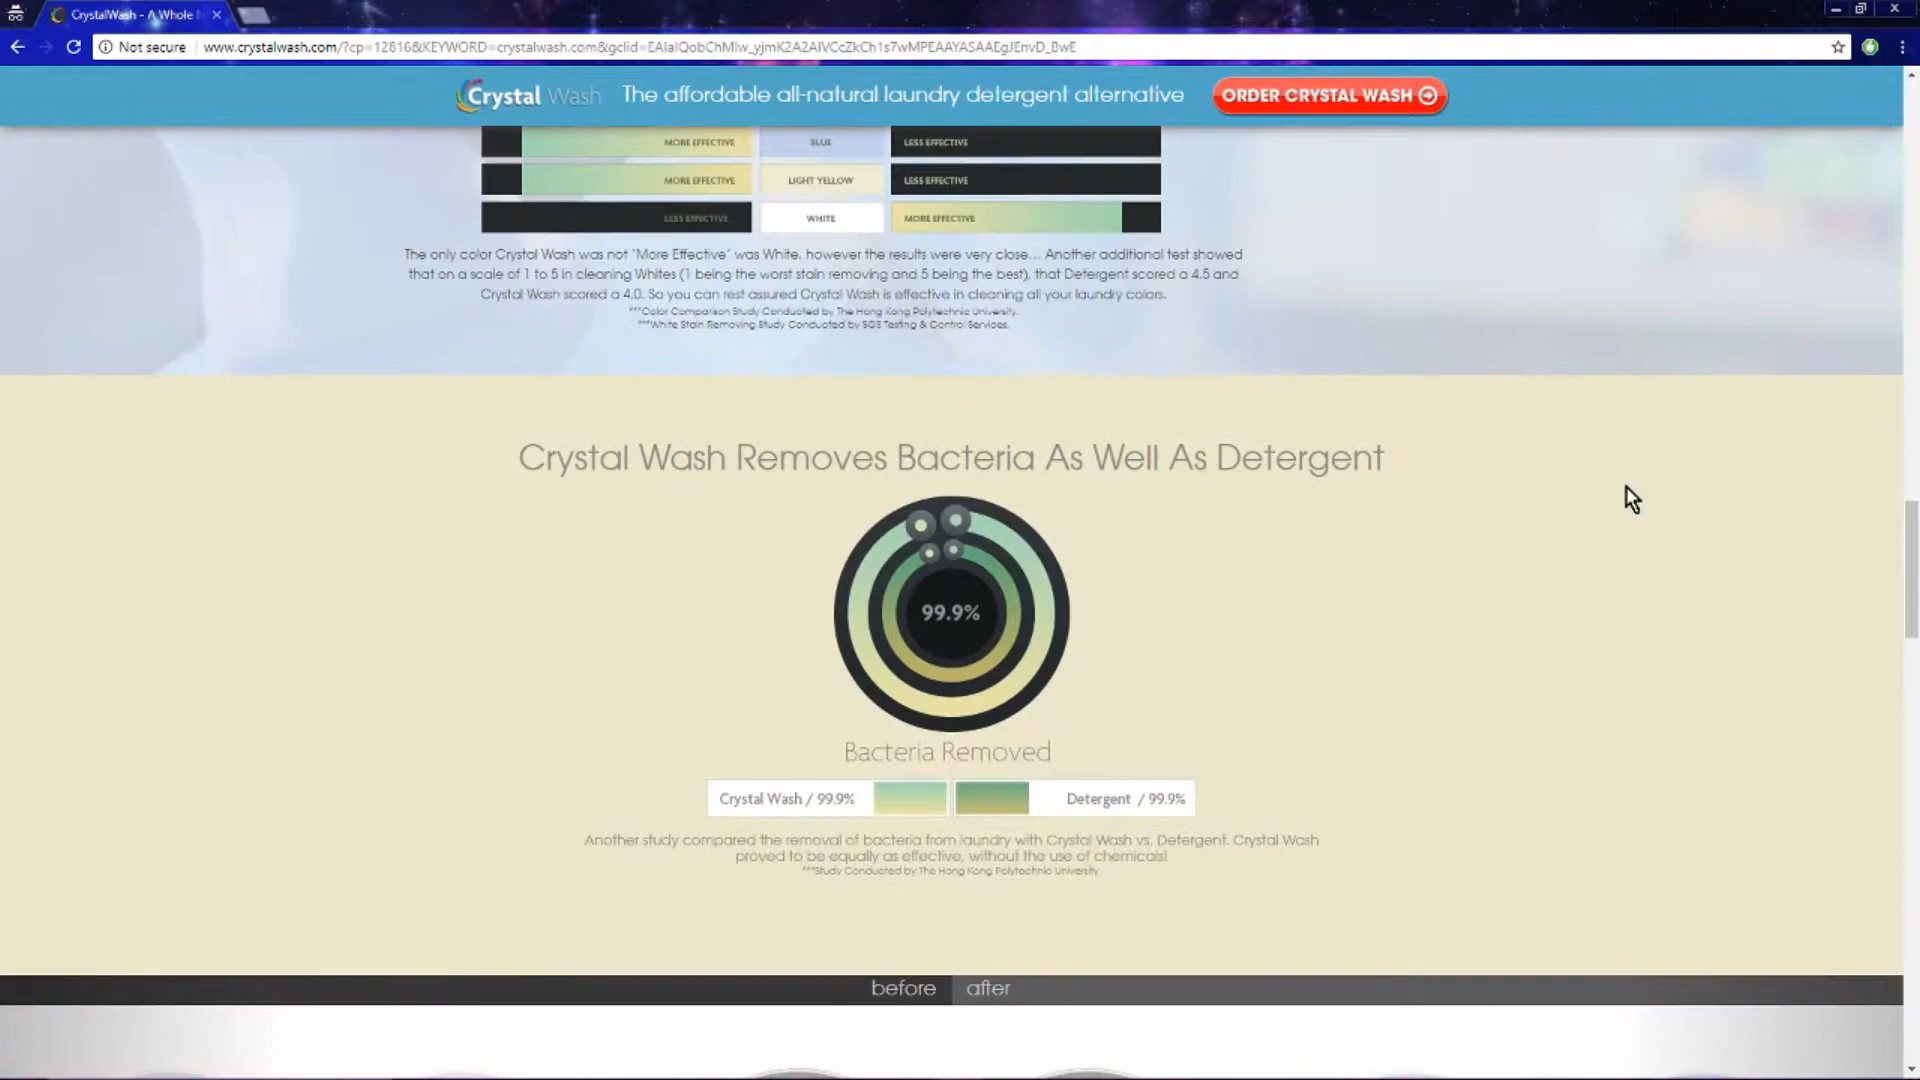 CrystalWash - A Whole
Not secure www.crystalwash.com/?cp=12816&KEYWORD=crystalwash.com&gclid=
Crystal Wash The affordable all-natural laundry detergent alternative ORDER CRYSTAL WASH
MORE EFFECTIVE BLUE LESS EFFECTIVE
MORE EFFECTIVE LIGHT YELLOW LESS EFFECTIVE
LESS EFFECTIVE WHITE MORE EFFECTIVE
The only color Crystal Wash was not "More Effective" was White, however the results were very close... Another additional test showed
that on a scale of 1 to 5 in cleaning Whites (1 being the worst stain removing and 5 being the best), that Detergent scored a 4.5 and
Crystal Wash scored a 4.0. So you can rest assured Crystal Wash is effective in cleaning all your laundry colors.
***Color Comparison Study Conducted by The Hong Kong Polytechnic University.
***White Stain Removing Study Conducted by SGS Testing & Control Services.
Crystal Wash Removes Bacteria As Well As Detergent
99.9%
Bacteria Removed
Crystal Wash / 99.9% Detergent / 99.9%
Another study compared the removal of bacteria from laundry with Crystal Wash vs. Detergent. Crystal Wash
proved to be equally as effective, without the use of chemicals!
***Study Conducted by The Hong Kong Polytechnic University
before after